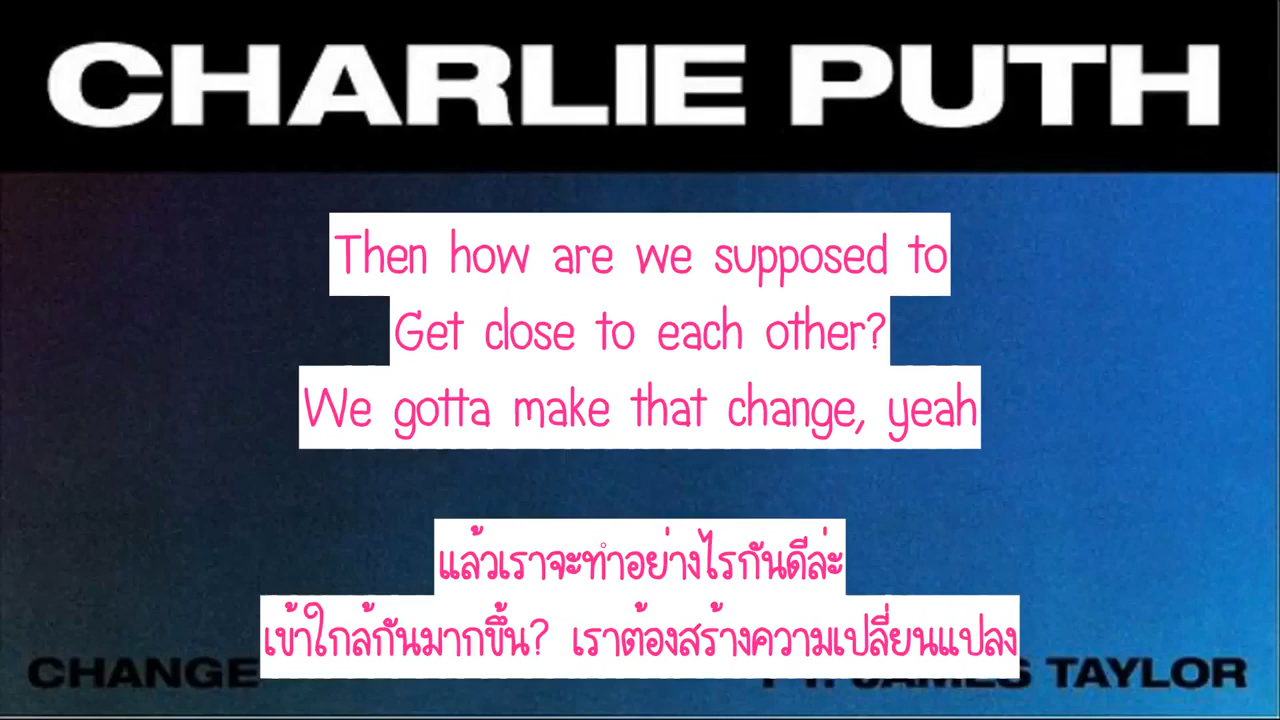 CHARLIE PUTH
Then how are we supposed to
Get close to each other?
We gotta make that change, yeah
แล้วเราจะทำอย่างไรกันดีล่ะ
เข้าใกล้กันมากขึ้น? เราต้องสร้างความเปลี่ยนแปลง
CHANGE
FT. JAMES TAYLOR